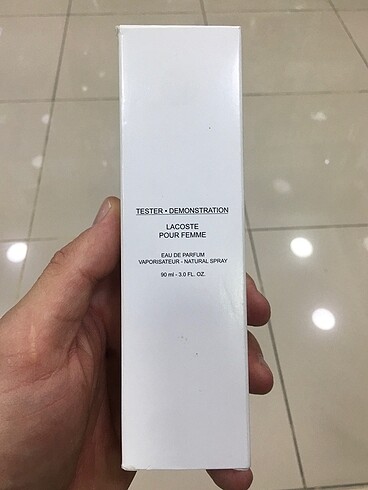 TESTER • DEMONSTRATION
LACOSTE
POUR FEMME
EAU DE PARFUM
VAPORISATEUR - NATURAL SPRAY
90 ml - 3.0 FL. OZ.